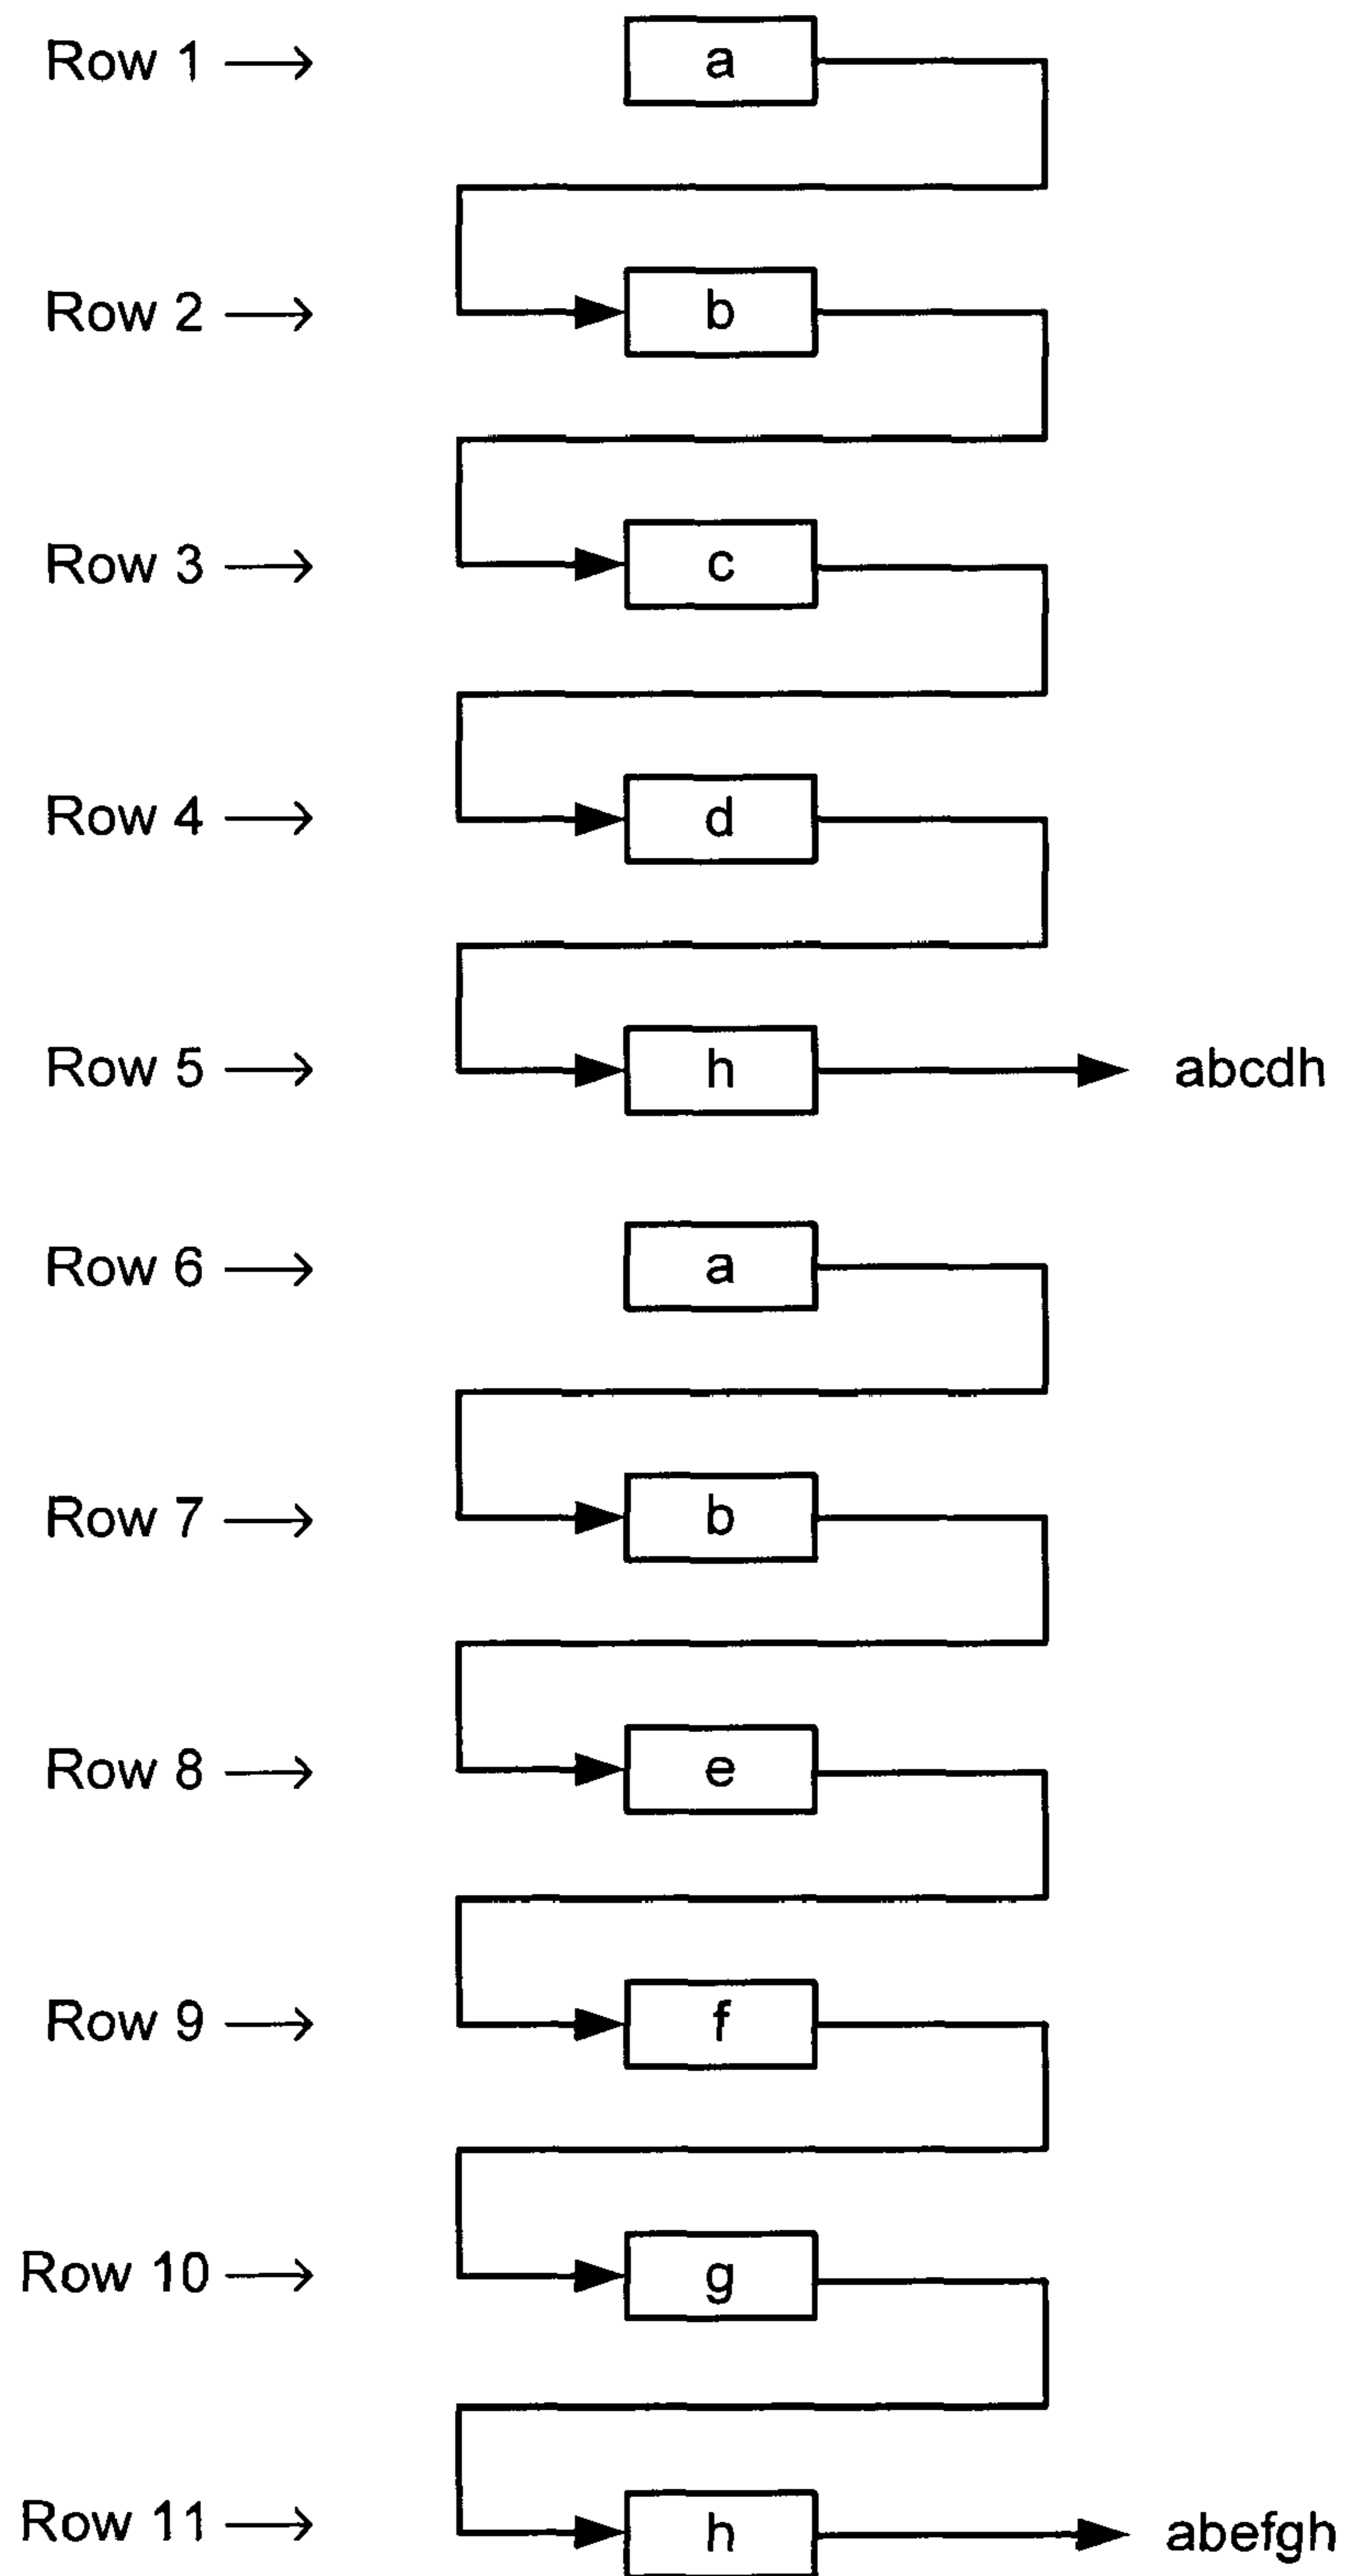 Row 1 → a
Row 2 → b
Row 3 → c
Row 4 → d
Row 5 → h abcdh
Row 6 → a
Row 7 → b
Row 8 → e
Row 9 → f
Row 10 → g
Row 11 → h abefgh